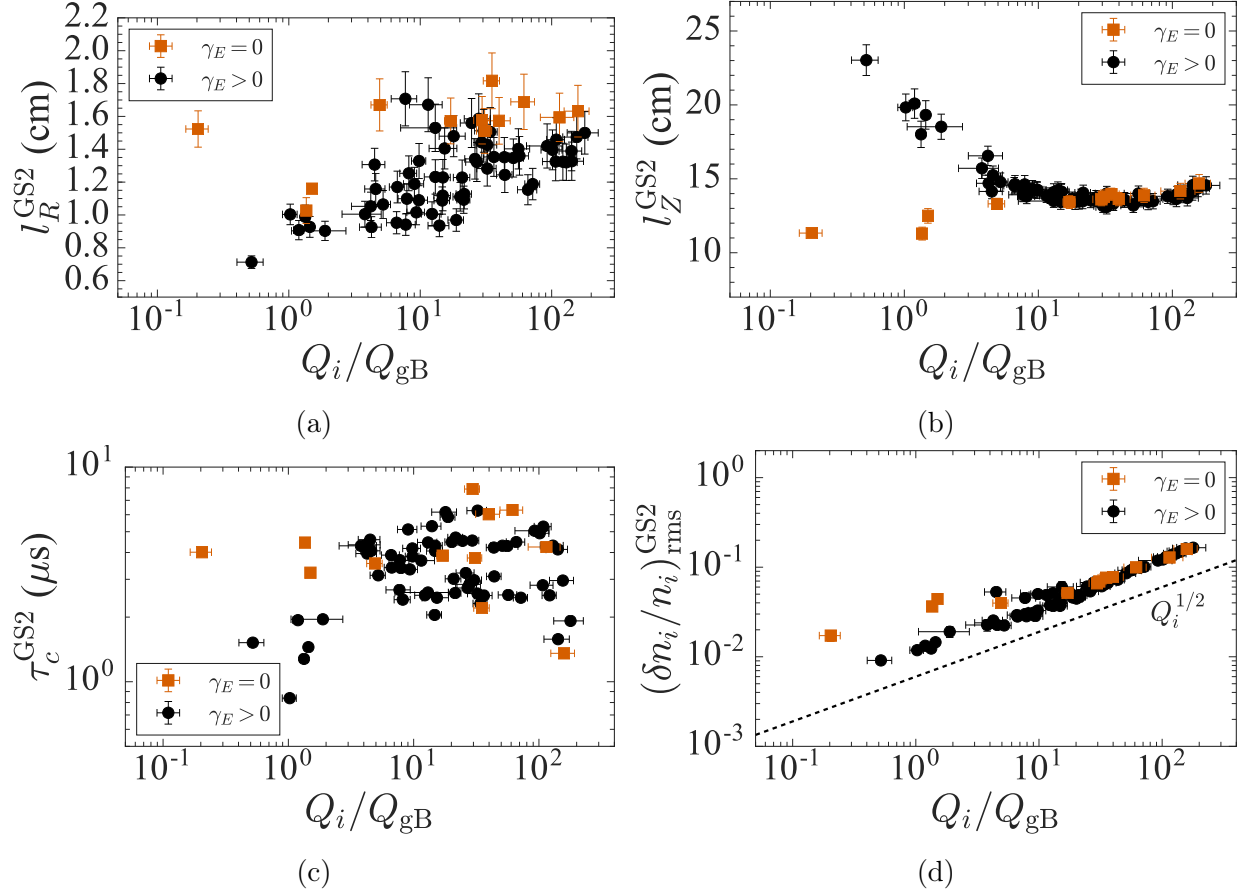 2.2
2.0
1.8
1.6
1.4
1.2
1.0
0.8
0.6
l_R^GS2 (cm)
γ_E = 0
γ_E > 0
10^-1 10^0 10^1 10^2
Q_i/Q_gB
(a)
25
20
15
10
l_Z^GS2 (cm)
γ_E = 0
γ_E > 0
10^-1 10^0 10^1 10^2
Q_i/Q_gB
(b)
10^1
10^0
τ_c^GS2 (μs)
γ_E = 0
γ_E > 0
10^-1 10^0 10^1 10^2
Q_i/Q_gB
(c)
10^0
10^-1
10^-2
10^-3
(δn_i/n_i)_rms^GS2
γ_E = 0
γ_E > 0
Q_i^1/2
10^-1 10^0 10^1 10^2
Q_i/Q_gB
(d)